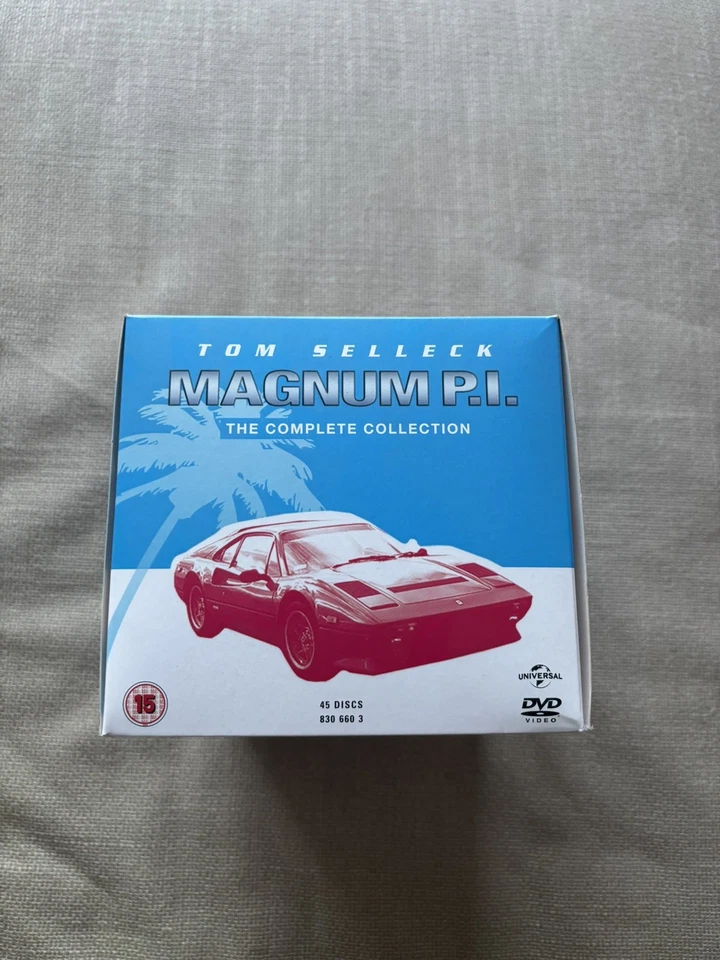 TOM SELLECK
MAGNUM P.I.
THE COMPLETE COLLECTION
15
45 DISCS
830 660 3
UNIVERSAL
DVD
VIDEO